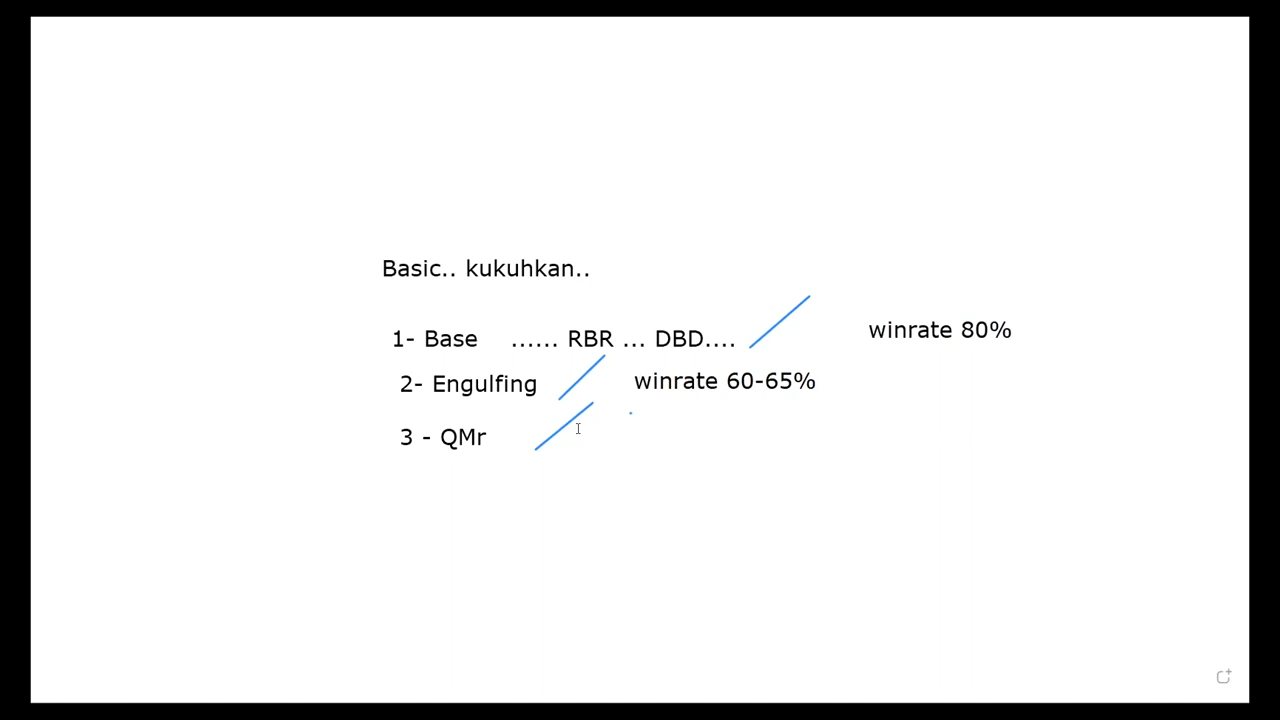 Basic.. kukuhkan..
1- Base ...... RBR ... DBD.... winrate 80%
2- Engulfing winrate 60-65%
3 - QMr